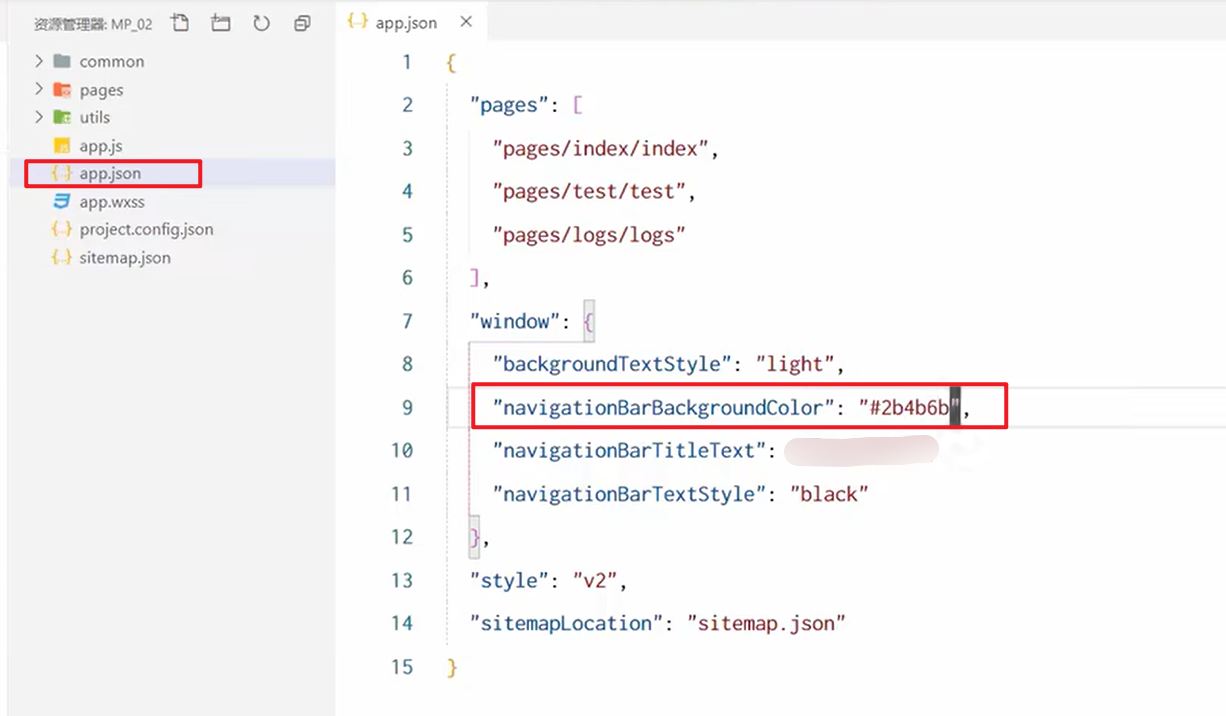 资源管理器: MP_02
common
pages
utils
app.js
app.json
app.wxss
project.config.json
sitemap.json
app.json
1 {
2 "pages": [
3 "pages/index/index",
4 "pages/test/test",
5 "pages/logs/logs"
6 ],
7 "window": {
8 "backgroundTextStyle": "light",
9 "navigationBarBackgroundColor": "#2b4b6b",
10 "navigationBarTitleText":
11 "navigationBarTextStyle": "black"
12 },
13 "style": "v2",
14 "sitemapLocation": "sitemap.json"
15 }